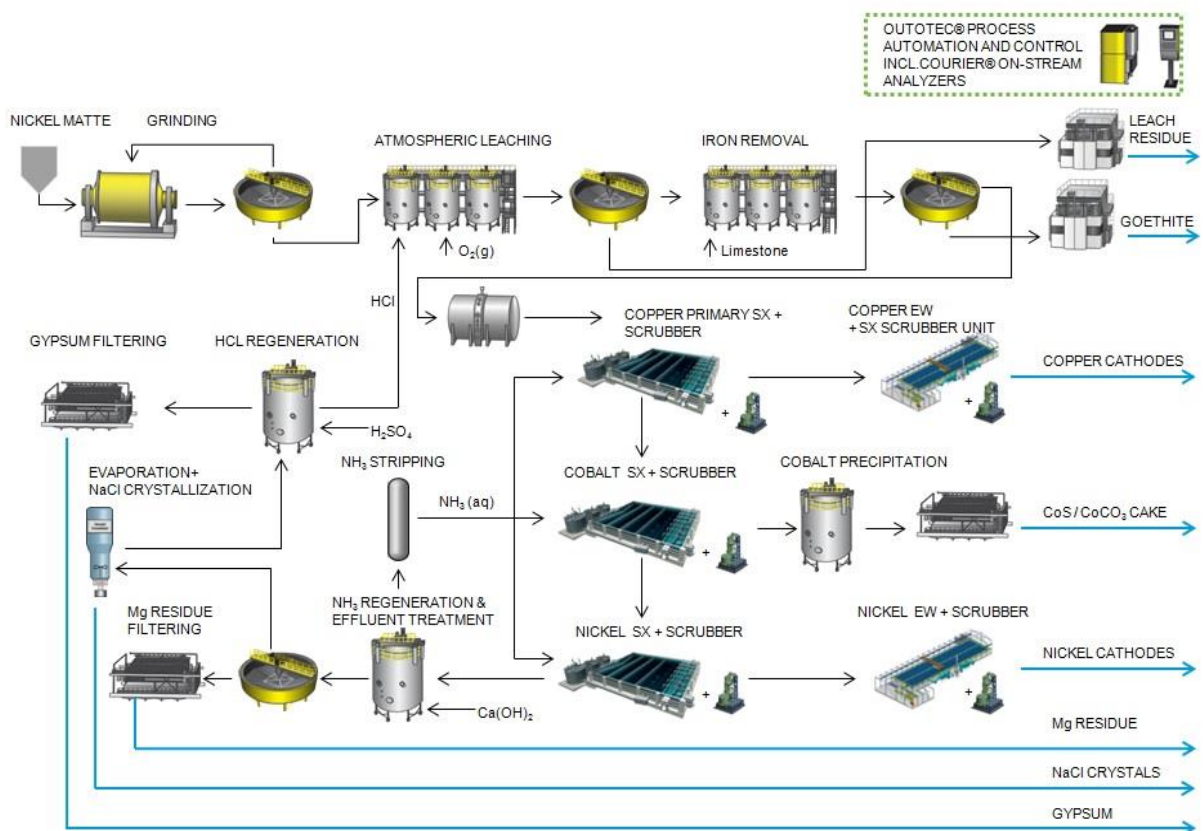 OUTOTEC® PROCESS
AUTOMATION AND CONTROL
INCL.COURIER® ON-STREAM
ANALYZERS
NICKEL MATTE
GRINDING
ATMOSPHERIC LEACHING
IRON REMOVAL
LEACH
RESIDUE
GOETHITE
O₂(g)
Limestone
HCl
COPPER PRIMARY SX +
SCRUBBER
COPPER EW
+ SX SCRUBBER UNIT
GYPSUM FILTERING
HCL REGENERATION
COPPER CATHODES
+
+
H₂SO₄
EVAPORATION+
NaCl CRYSTALLIZATION
NH₃ STRIPPING
COBALT SX + SCRUBBER
COBALT PRECIPITATION
NH₃ (aq)
CoS / CoCO₃ CAKE
+
Mg RESIDUE
FILTERING
NH₃ REGENERATION &
EFFLUENT TREATMENT
NICKEL SX + SCRUBBER
NICKEL EW + SCRUBBER
NICKEL CATHODES
+
+
Ca(OH)₂
Mg RESIDUE
NaCl CRYSTALS
GYPSUM